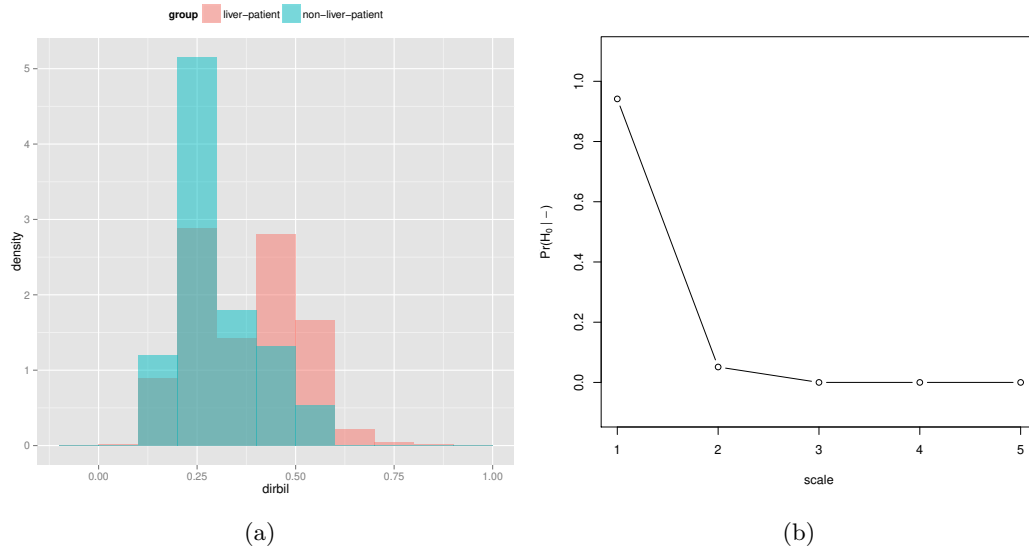 group liver-patient non-liver-patient
density
5
4
3
2
1
0
0.00 0.25 0.50 0.75 1.00
dirbil
(a)
Pr(H₀ | −)
1.0
0.8
0.6
0.4
0.2
0.0
1 2 3 4 5
scale
(b)